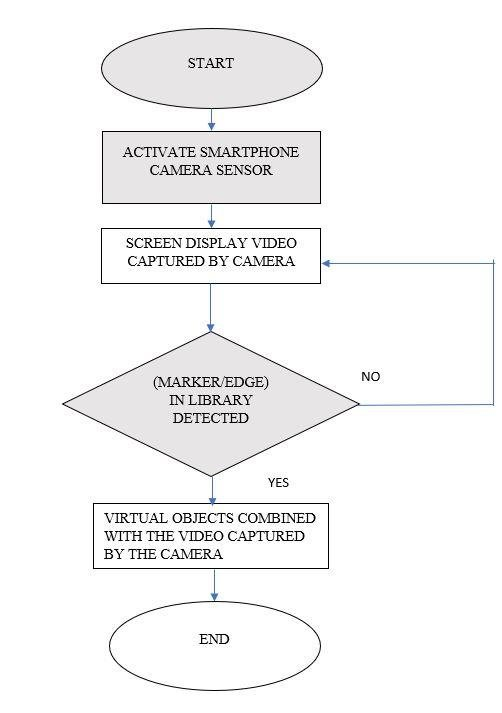 START
ACTIVATE SMARTPHONE
CAMERA SENSOR
SCREEN DISPLAY VIDEO
CAPTURED BY CAMERA
(MARKER/EDGE)
IN LIBRARY
DETECTED
NO
YES
VIRTUAL OBJECTS COMBINED
WITH THE VIDEO CAPTURED
BY THE CAMERA
END